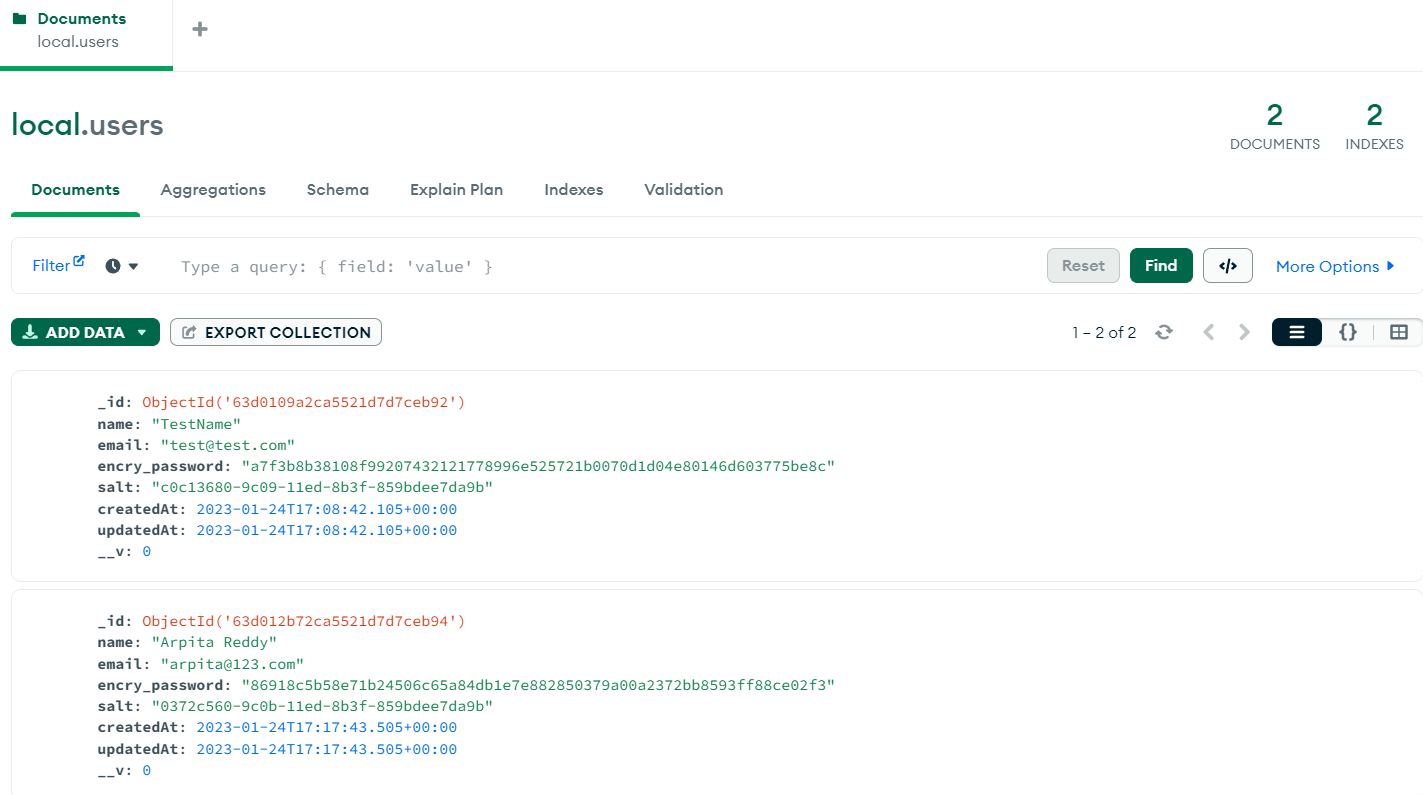 Documents
local.users
local.users
2
DOCUMENTS
2
INDEXES
Documents Aggregations Schema Explain Plan Indexes Validation
Filter Type a query: { field: 'value' } Reset Find </> More Options
ADD DATA EXPORT COLLECTION 1 – 2 of 2 {}
_id: ObjectId('63d0109a2ca5521d7d7ceb92')
name: "TestName"
email: "test@test.com"
encry_password: "a7f3b8b38108f99207432121778996e525721b0070d1d04e80146d603775be8c"
salt: "c0c13680-9c09-11ed-8b3f-859bdee7da9b"
createdAt: 2023-01-24T17:08:42.105+00:00
updatedAt: 2023-01-24T17:08:42.105+00:00
__v: 0
_id: ObjectId('63d012b72ca5521d7d7ceb94')
name: "Arpita Reddy"
email: "arpita@123.com"
encry_password: "86918c5b58e71b24506c65a84db1e7e882850379a00a2372bb8593ff88ce02f3"
salt: "0372c560-9c0b-11ed-8b3f-859bdee7da9b"
createdAt: 2023-01-24T17:17:43.505+00:00
updatedAt: 2023-01-24T17:17:43.505+00:00
__v: 0